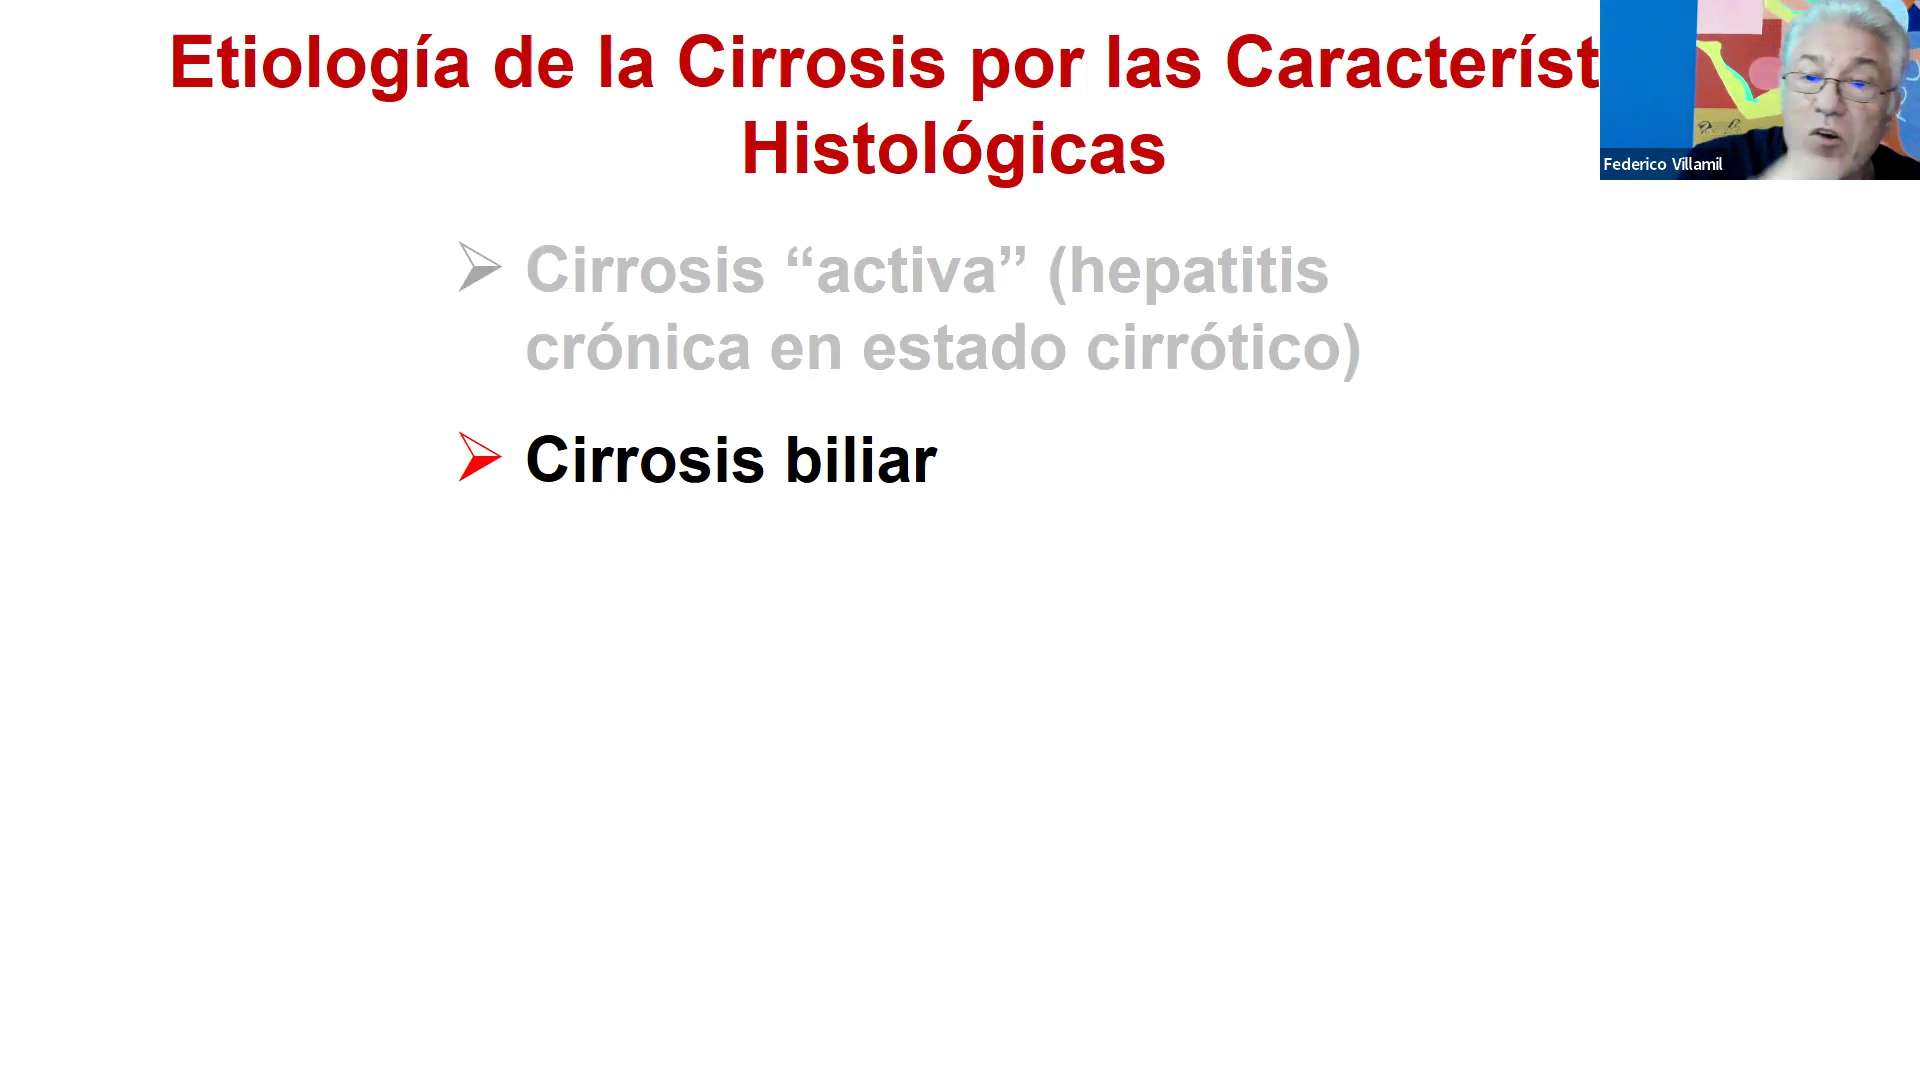 Etiología de la Cirrosis por las Característ
Histológicas
Federico Villamil
➢ Cirrosis “activa” (hepatitis
crónica en estado cirrótico)
➢ Cirrosis biliar